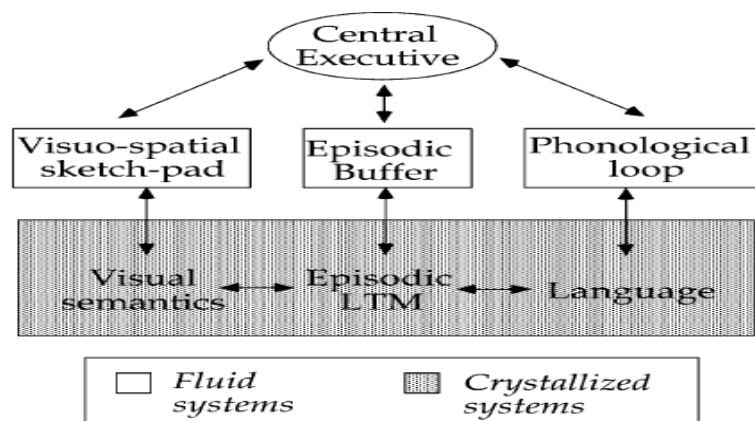 Central
Executive
Visuo-spatial
sketch-pad
Episodic
Buffer
Phonological
loop
Visual
semantics
Episodic
LTM
Language
Fluid
systems
Crystallized
systems